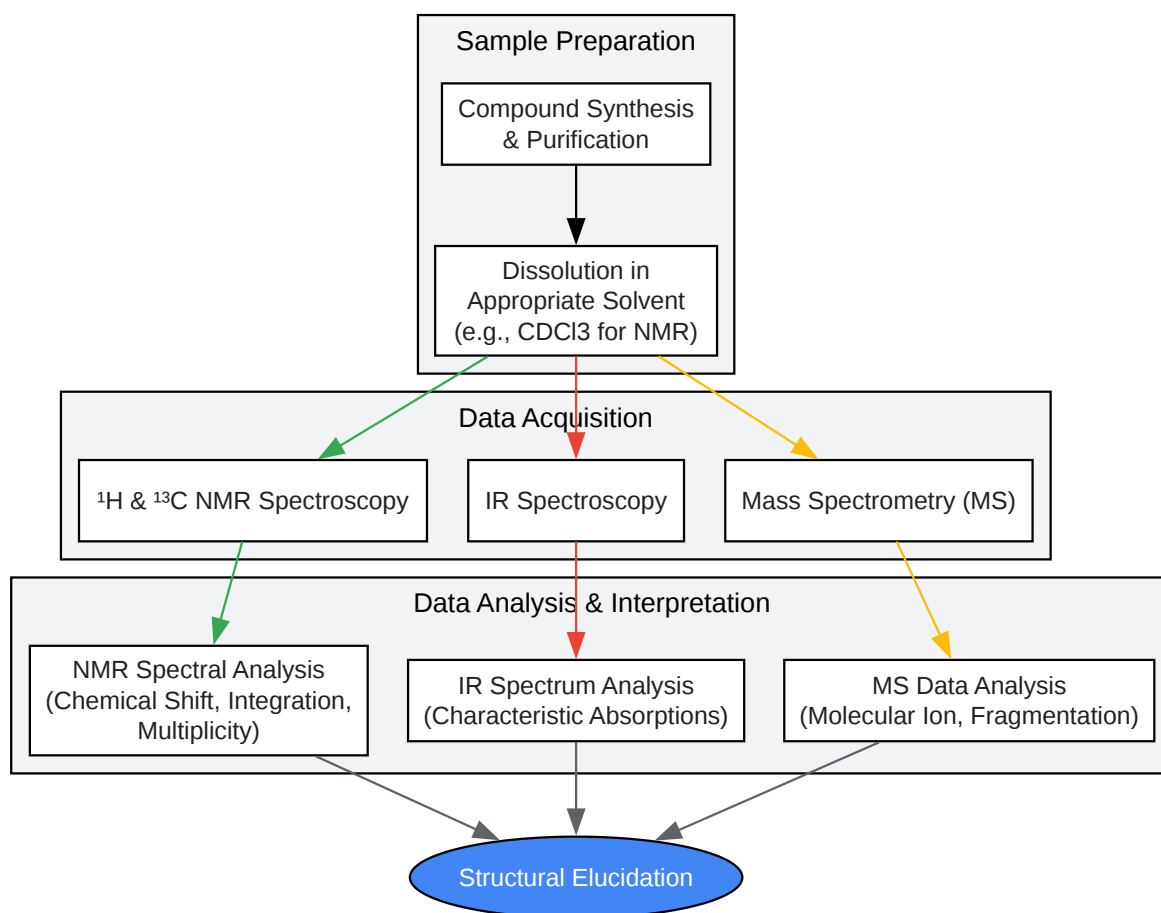 Sample Preparation
Compound Synthesis
& Purification
Dissolution in
Appropriate Solvent
(e.g., CDCl3 for NMR)
Data Acquisition
¹H & ¹³C NMR Spectroscopy
IR Spectroscopy
Mass Spectrometry (MS)
Data Analysis & Interpretation
NMR Spectral Analysis
(Chemical Shift, Integration,
Multiplicity)
IR Spectrum Analysis
(Characteristic Absorptions)
MS Data Analysis
(Molecular Ion, Fragmentation)
Structural Elucidation